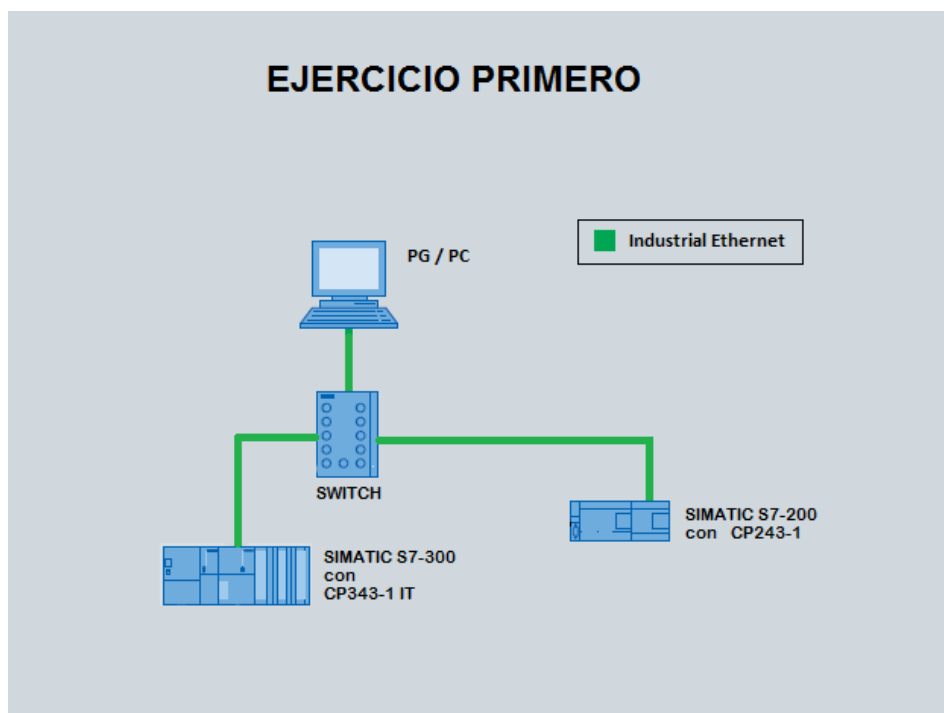 EJERCICIO PRIMERO
Industrial Ethernet
PG / PC
SWITCH
SIMATIC S7-200
con CP243-1
SIMATIC S7-300
con
CP343-1 IT